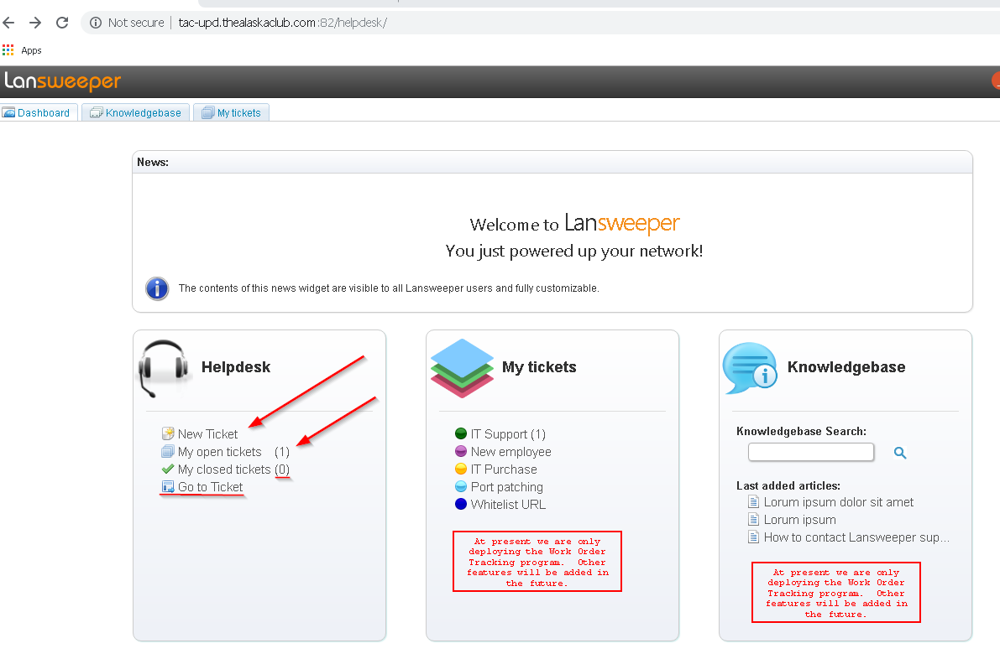 Not secure | tac-upd.thealaskaclub.com:82/helpdesk/
Apps
Lansweeper
Dashboard Knowledgebase My tickets
News:
Welcome to Lansweeper
You just powered up your network!
The contents of this news widget are visible to all Lansweeper users and fully customizable.
Helpdesk
New Ticket
My open tickets (1)
My closed tickets (0)
Go to Ticket
My tickets
IT Support (1)
New employee
IT Purchase
Port patching
Whitelist URL
At present we are only
deploying the Work Order
Tracking program. Other
features will be added in
the future.
Knowledgebase
Knowledgebase Search:
Last added articles:
Lorum ipsum dolor sit amet
Lorum ipsum
How to contact Lansweeper sup...
At present we are only
deploying the Work Order
Tracking program. Other
features will be added in
the future.